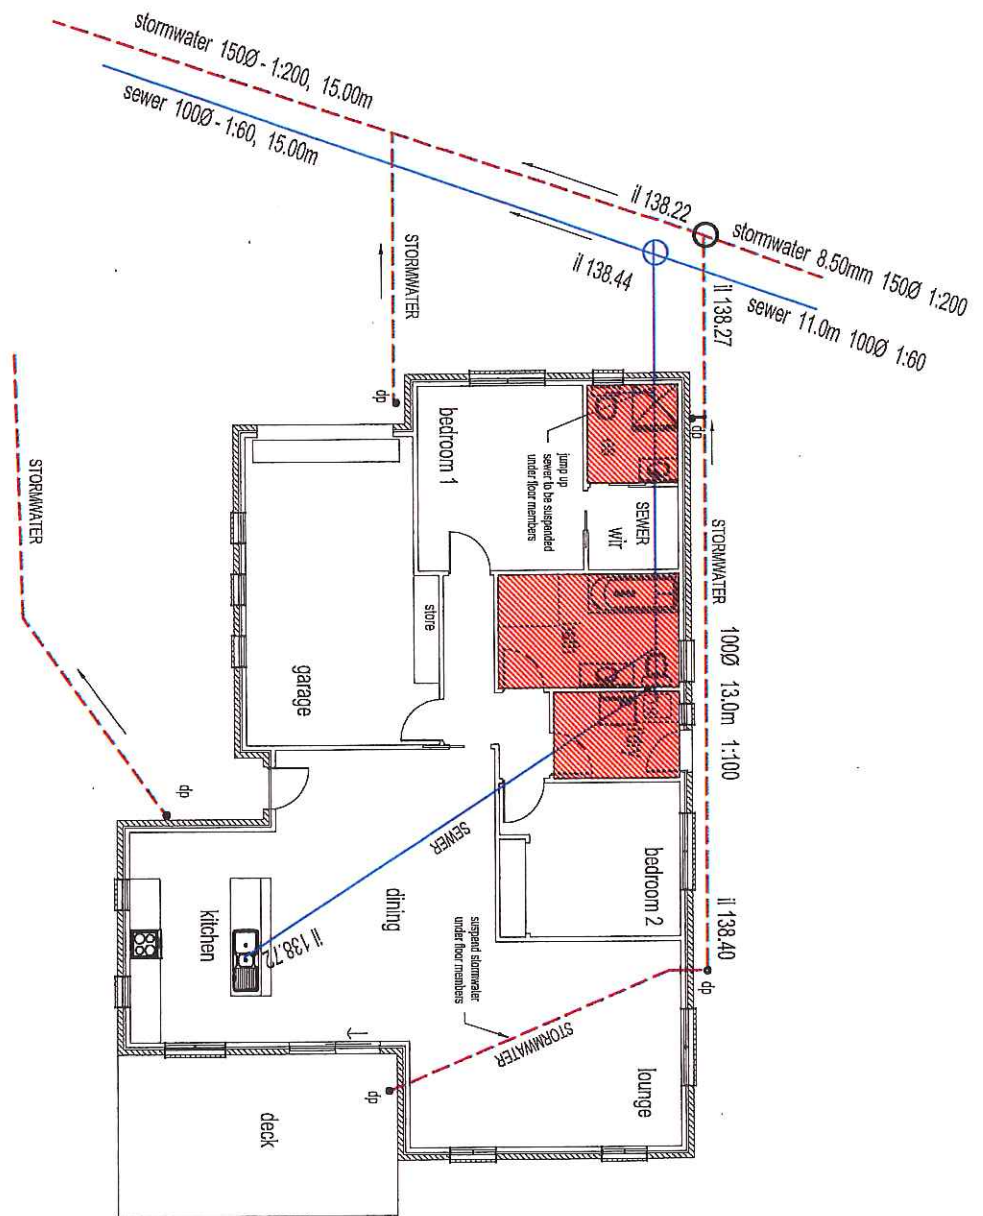 stormwater 150Ø - 1:200, 15.00m
sewer 100Ø - 1:60, 15.00m
il 138.22
il 138.44
stormwater 8.50mm 150Ø 1:200
sewer 11.0m 100Ø 1:60
il 138.27
STORMWATER
dp
dp
bedroom 1
jump up
sewer to be suspanded
under floor members
SEWER
wir
STORMWATER
STORMWATER
100Ø 13.0m 1:100
store
garage
dp
SEWER
bedroom 2
il 138.40
dining
kitchen
il 138.72
suspend stormwater
under floor members
dp
STORMWATER
lounge
dp
deck